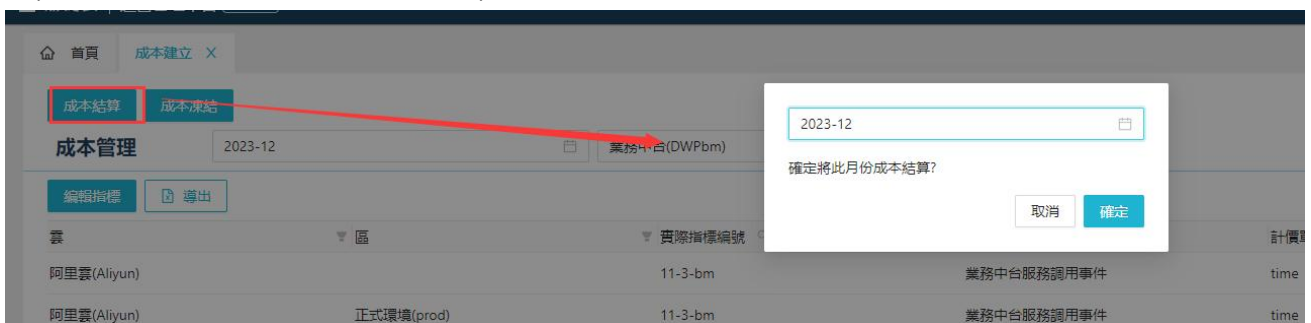 首頁 成本建立 X
成本結算 成本凍結
成本管理 2023-12 業務中台(DWPbm)
2023-12
確定將此月份成本結算?
取消 確定
編輯指標 導出
雲 區 實際指標編號 計價
阿里雲(Aliyun) 11-3-bm 業務中台服務調用事件 time
阿里雲(Aliyun) 正式環境(prod) 11-3-bm 業務中台服務調用事件 time